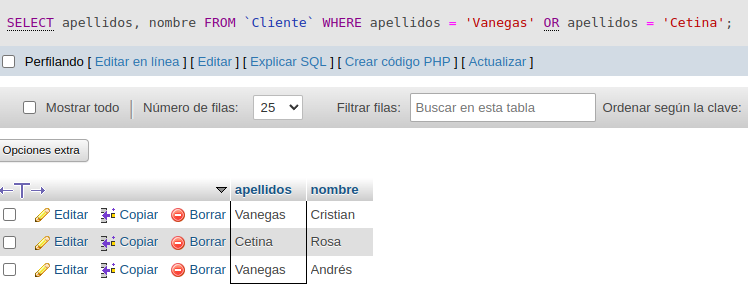 SELECT apellidos, nombre FROM `Cliente` WHERE apellidos = 'Vanegas' OR apellidos = 'Cetina';
Perfilando [ Editar en línea ] [ Editar ] [ Explicar SQL ] [ Crear código PHP ] [ Actualizar ]
Mostrar todo Número de filas: 25 Filtrar filas: Buscar en esta tabla Ordenar según la clave:
Opciones extra
←T→ apellidos nombre
Editar Copiar Borrar Vanegas Cristian
Editar Copiar Borrar Cetina Rosa
Editar Copiar Borrar Vanegas Andrés